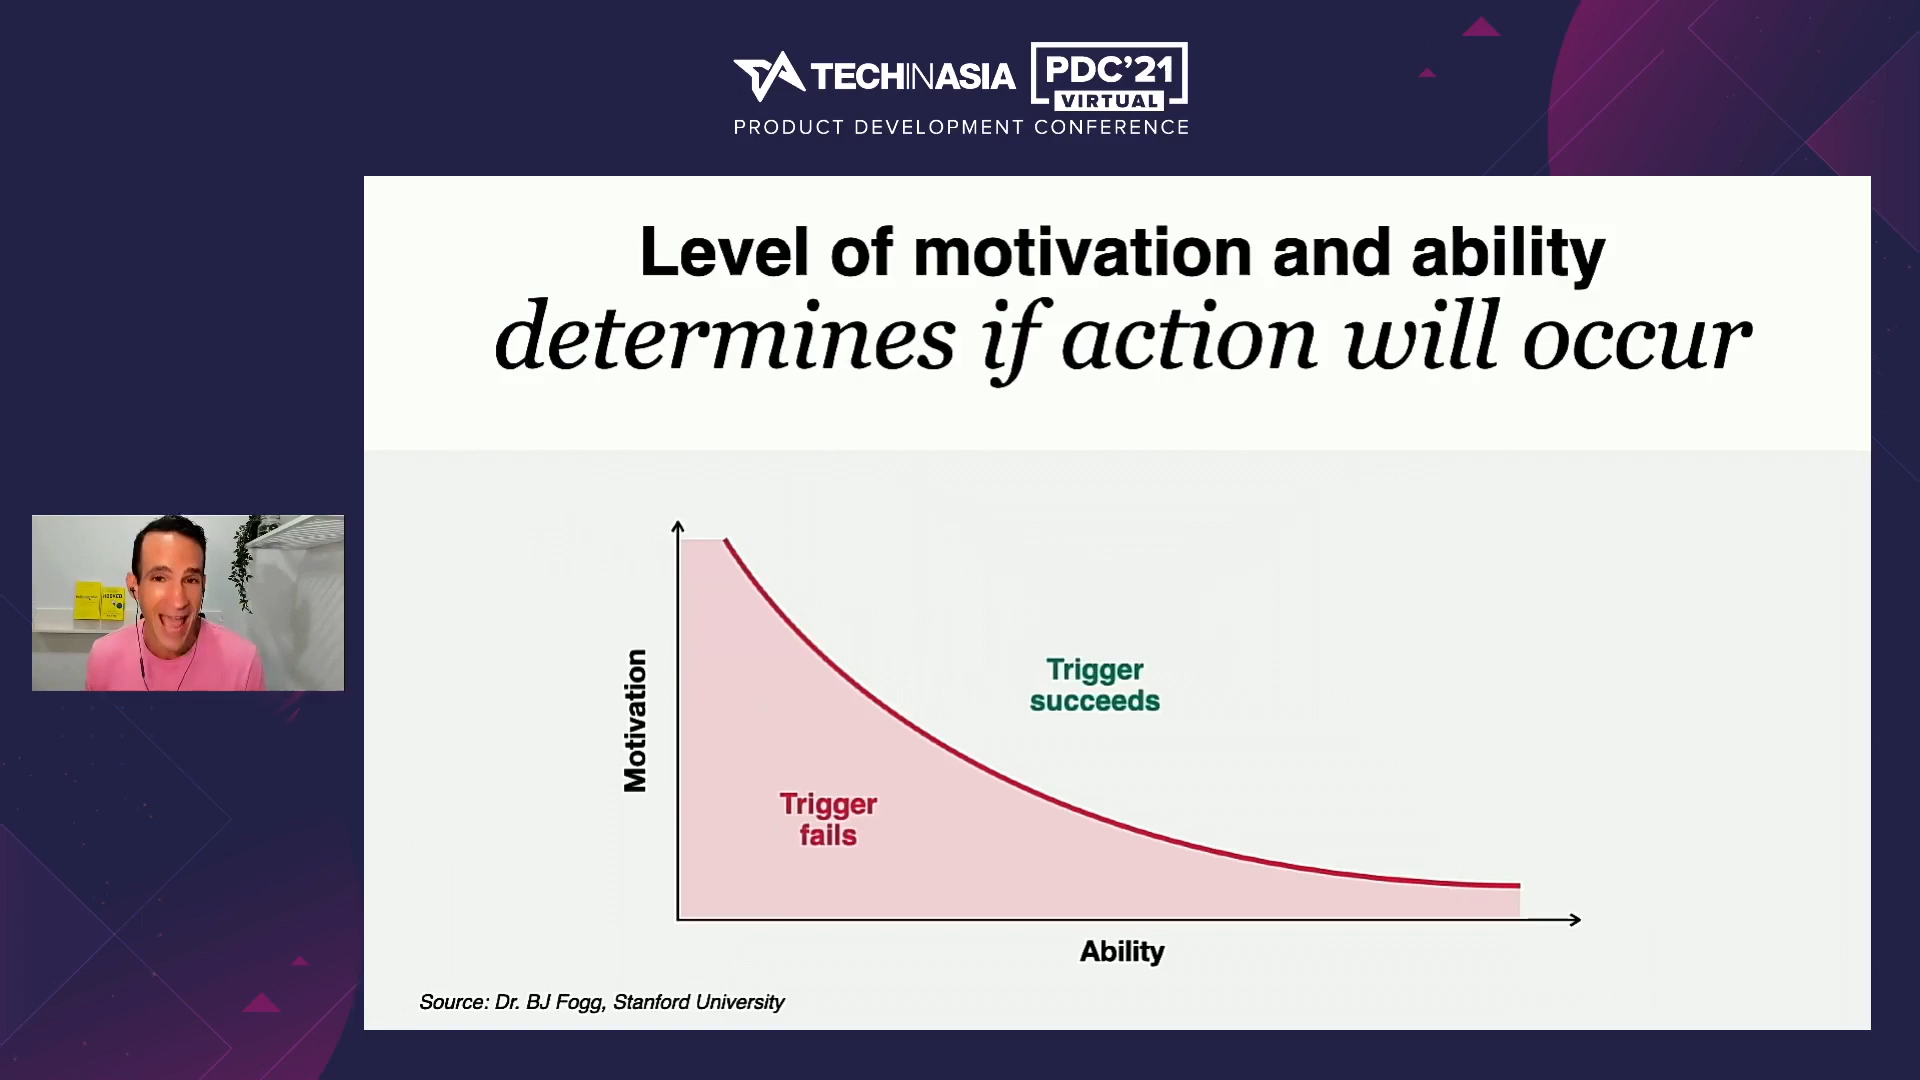 TECHINASIA
PDC'21
VIRTUAL
PRODUCT DEVELOPMENT CONFERENCE
Level of motivation and ability
determines if action will occur
HOOKED
Motivation
Trigger
succeeds
Trigger
fails
Ability
Source: Dr. BJ Fogg, Stanford University